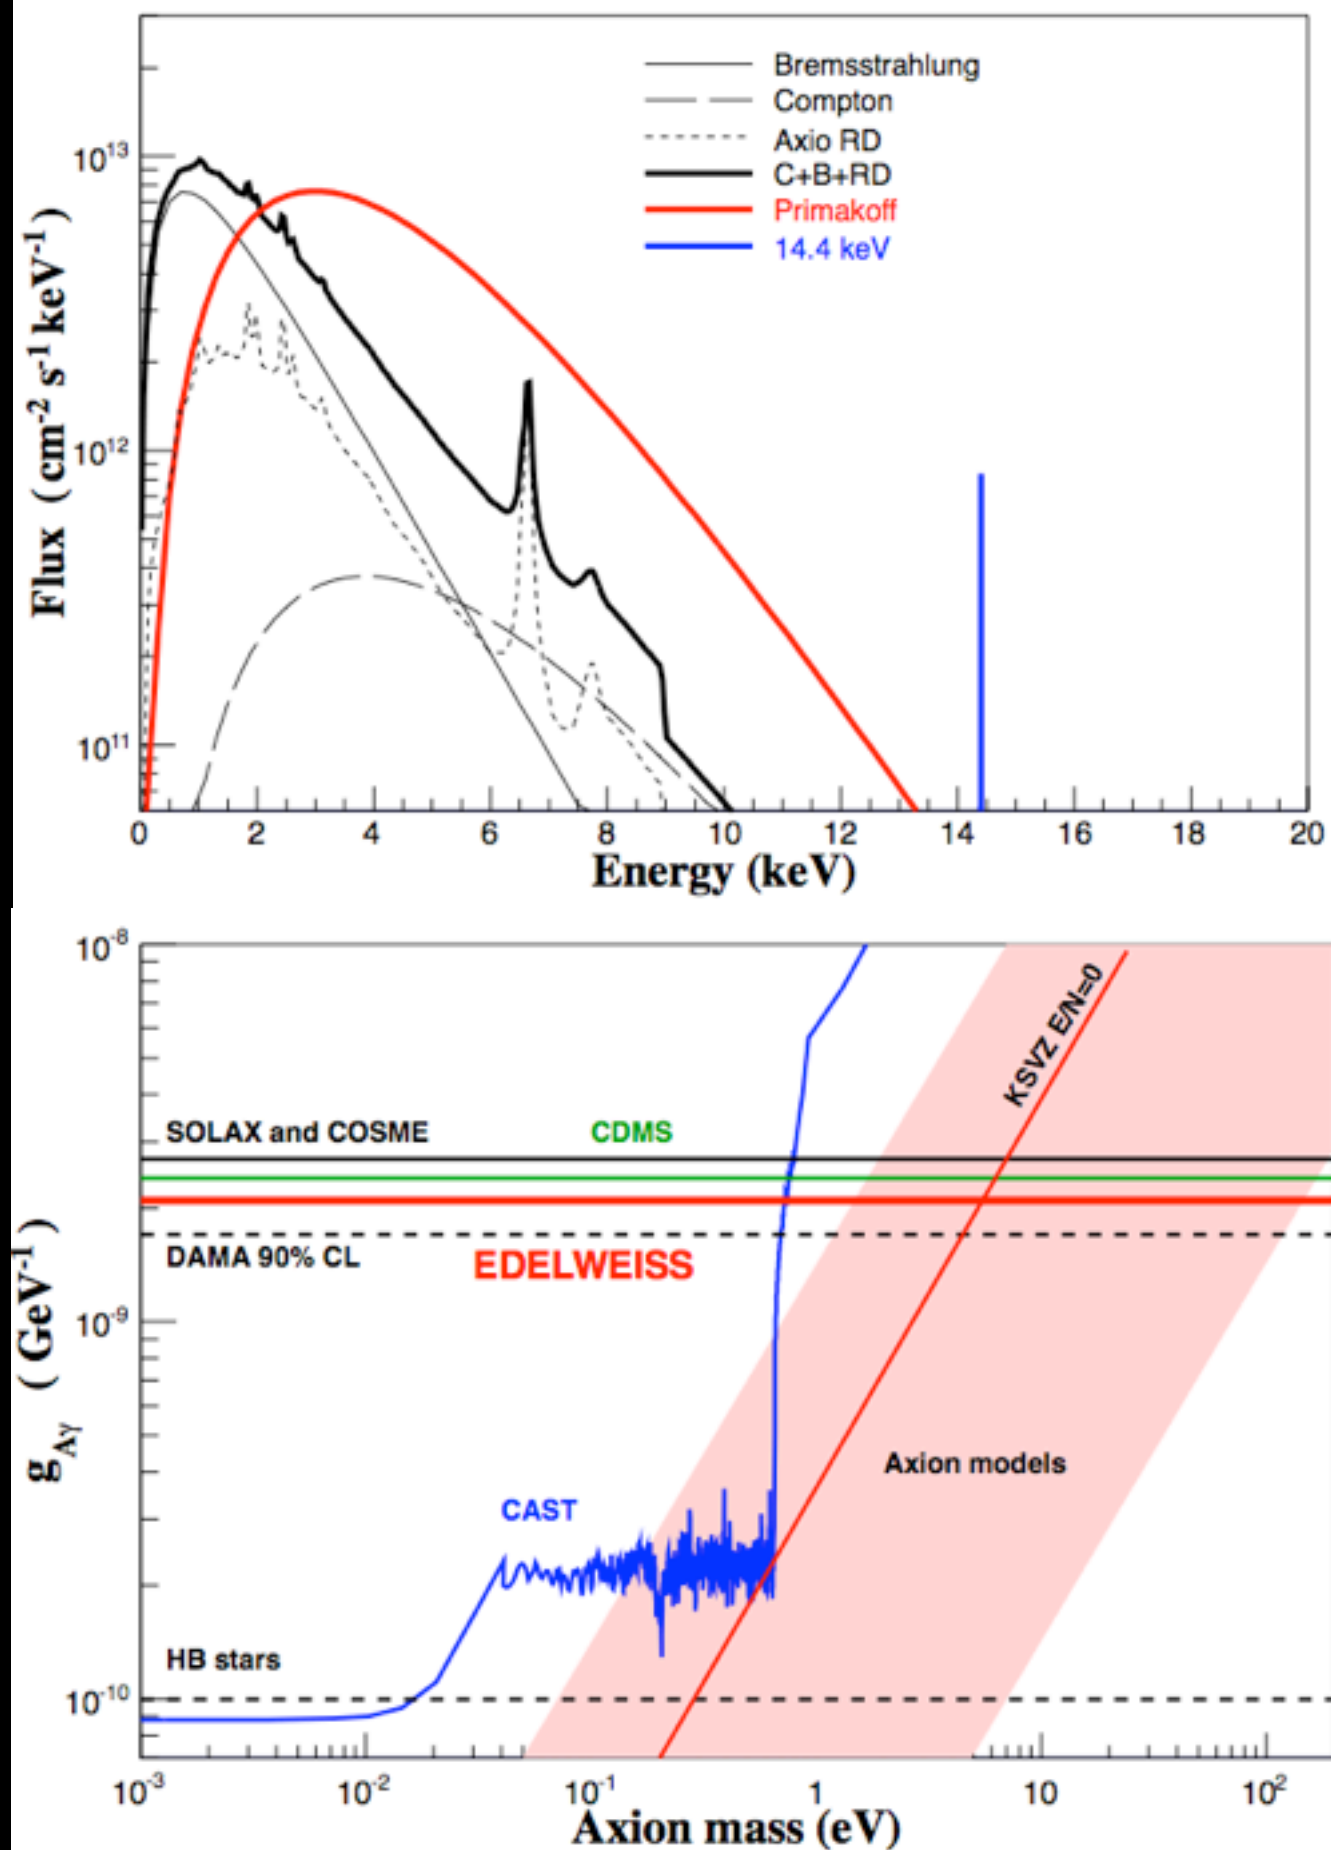 Bremsstrahlung
Compton
Axio RD
C+B+RD
Primakoff
14.4 keV
10^13
10^12
10^11
Flux ( cm^-2 s^-1 keV^-1 )
0 2 4 6 8 10 12 14 16 18 20
Energy (keV)
10^-8
KSVZ E/N=0
SOLAX and COSME
CDMS
DAMA 90% CL
EDELWEISS
10^-9
g_Aγ ( GeV^-1 )
Axion models
CAST
HB stars
10^-10
10^-3 10^-2 10^-1 1 10 10^2
Axion mass (eV)